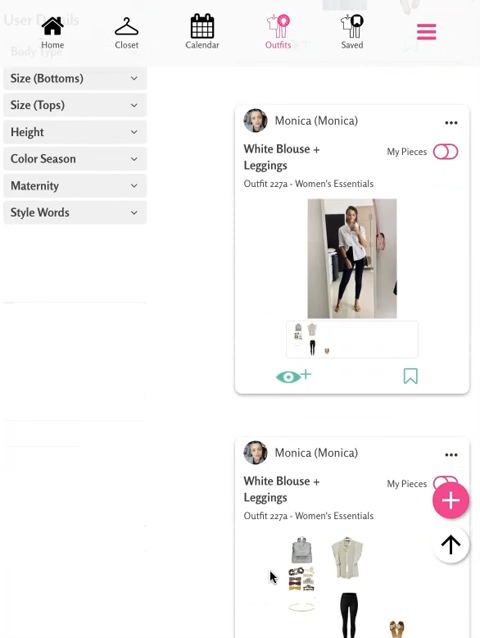 User Details
Home
Closet
Calendar
Outfits
Saved
Body Type
Size (Bottoms)
Size (Tops)
Height
Color Season
Maternity
Style Words
Monica (Monica)
White Blouse +
Leggings
My Pieces
Outfit 227a - Women's Essentials
Monica (Monica)
White Blouse +
Leggings
My Pieces
Outfit 227a - Women's Essentials